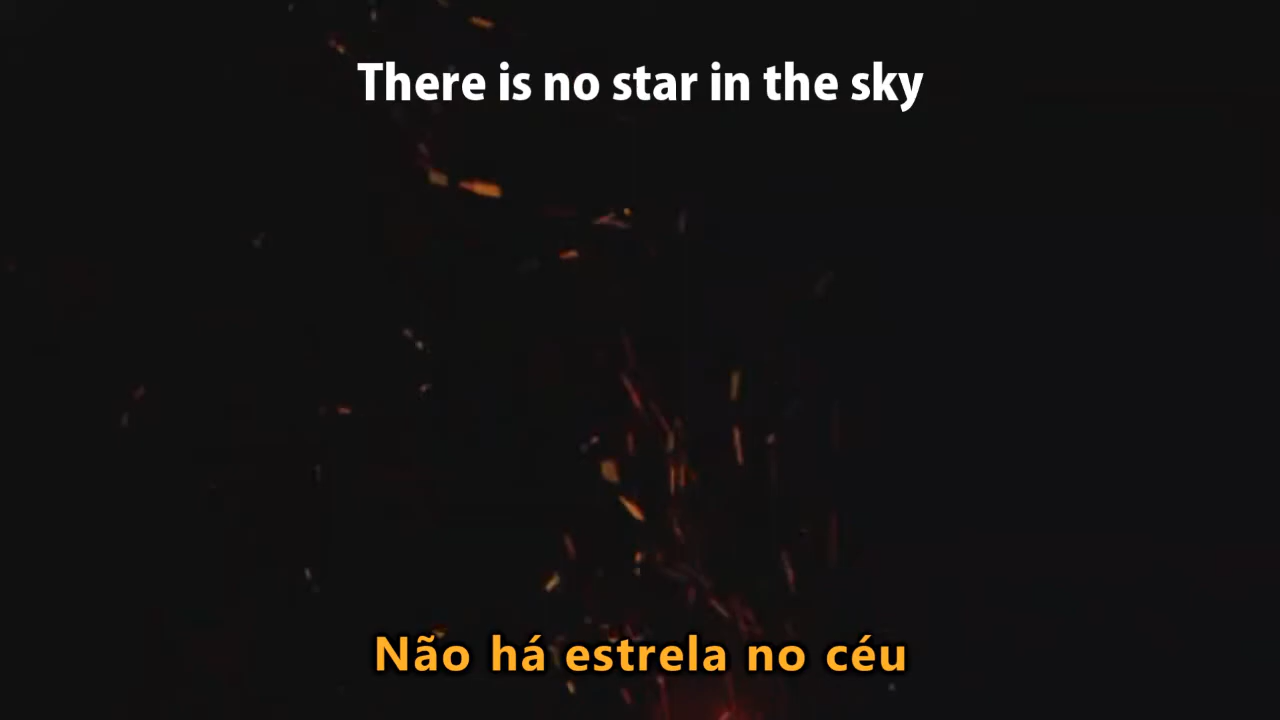 There is no star in the sky
Não há estrela no céu